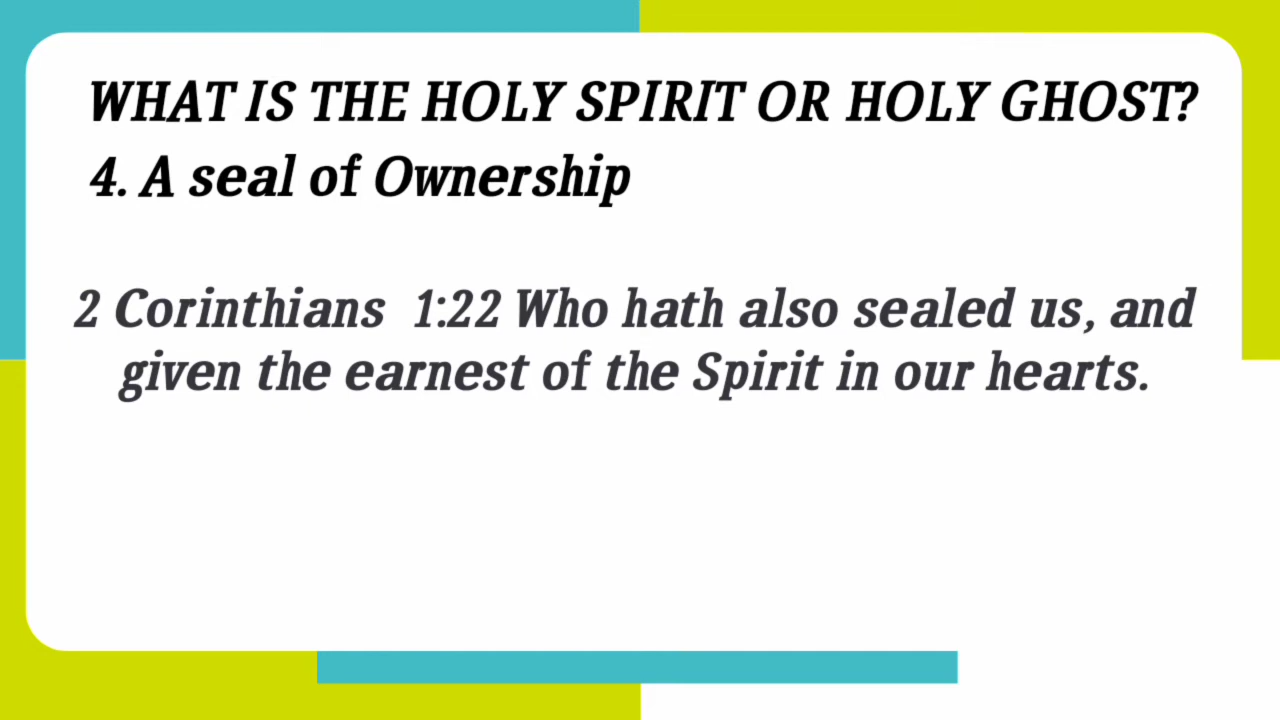 WHAT IS THE HOLY SPIRIT OR HOLY GHOST?
4. A seal of Ownership
2 Corinthians  1:22 Who hath also sealed us, and
given the earnest of the Spirit in our hearts.